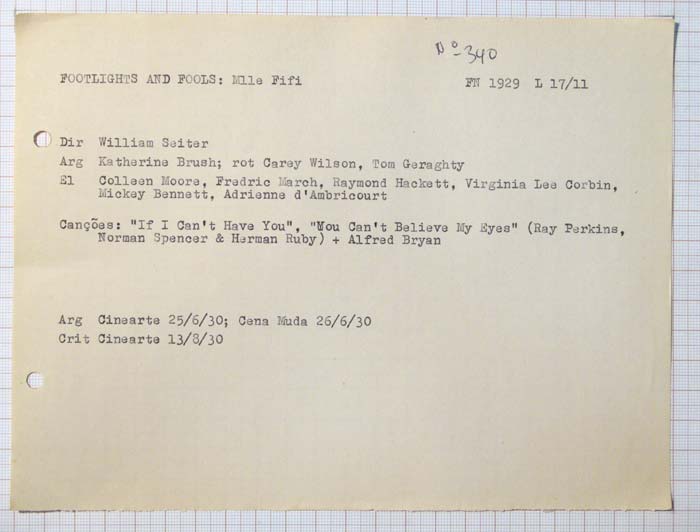 Nº 340
FOOTLIGHTS AND FOOLS: Mlle Fifi FN 1929 L 17/11
Dir William Seiter
Arg Katherine Brush; rot Carey Wilson, Tom Geraghty
El Colleen Moore, Fredric March, Raymond Hackett, Virginia Lee Corbin,
Mickey Bennett, Adrienne d'Ambricourt
Canções: "If I Can't Have You", "You Can't Believe My Eyes" (Ray Perkins,
Norman Spencer & Herman Ruby) + Alfred Bryan
Arg Cinearte 25/6/30; Cena Muda 26/6/30
Crit Cinearte 13/8/30